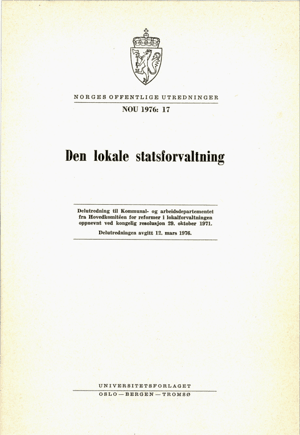 NORGES OFFENTLIGE UTREDNINGER
NOU 1976: 17
Den lokale statsforvaltning
Delutredning til Kommunal- og arbeidsdepartementet
fra Hovedkomitéen for reformer i lokalforvaltningen
oppnevnt ved kongelig resolusjon 29. oktober 1971.
Delutredningen avgitt 12. mars 1976.
UNIVERSITETSFORLAGET
OSLO — BERGEN — TROMSØ